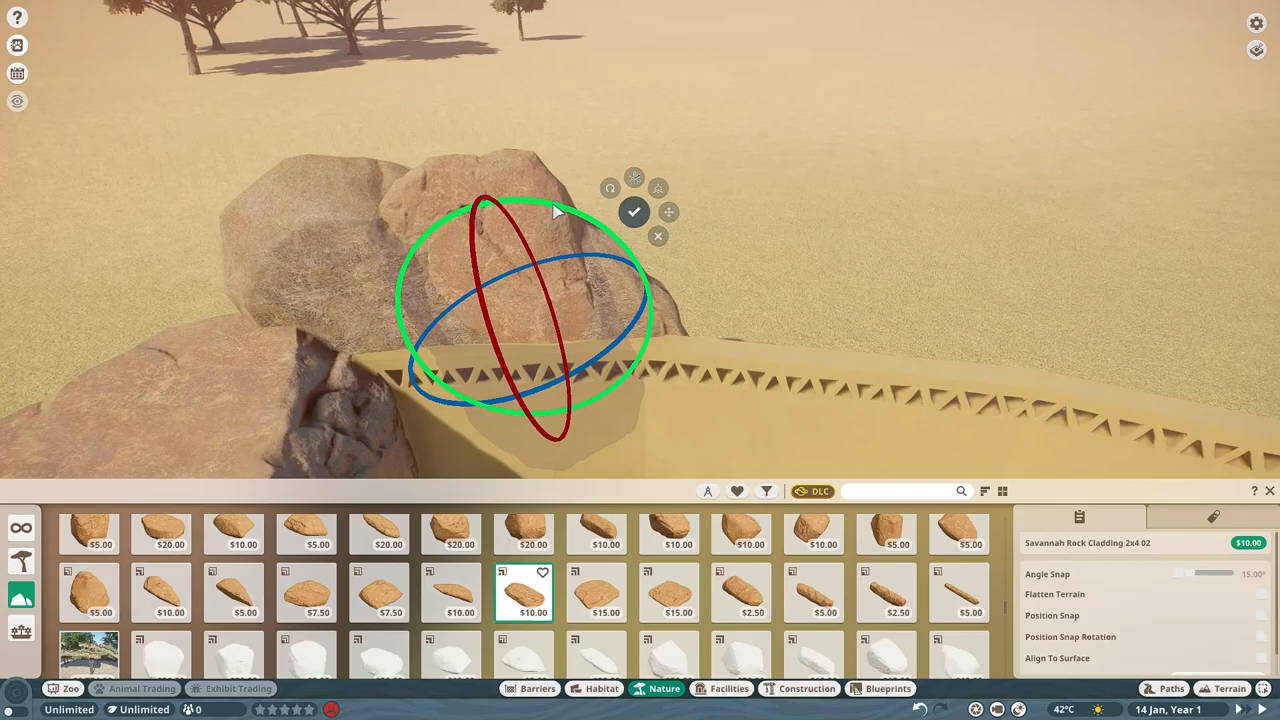 ?
DLC
? ×
$5.00 $20.00 $10.00 $5.00 $20.00 $20.00 $20.00 $10.00 $10.00 $10.00 $10.00 $5.00 $5.00
Savannah Rock Cladding 2x4 02 $10.00
Angle Snap 15.00°
Flatten Terrain
$5.00 $10.00 $5.00 $7.50 $7.50 $10.00 $10.00 $15.00 $15.00 $2.50 $5.00 $2.50 $5.00
Position Snap
Position Snap Rotation
Align To Surface
Zoo Animal Trading Exhibit Trading Barriers Habitat Nature Facilities Construction Blueprints Paths Terrain
Unlimited Unlimited 0 42°C 14 Jan, Year 1